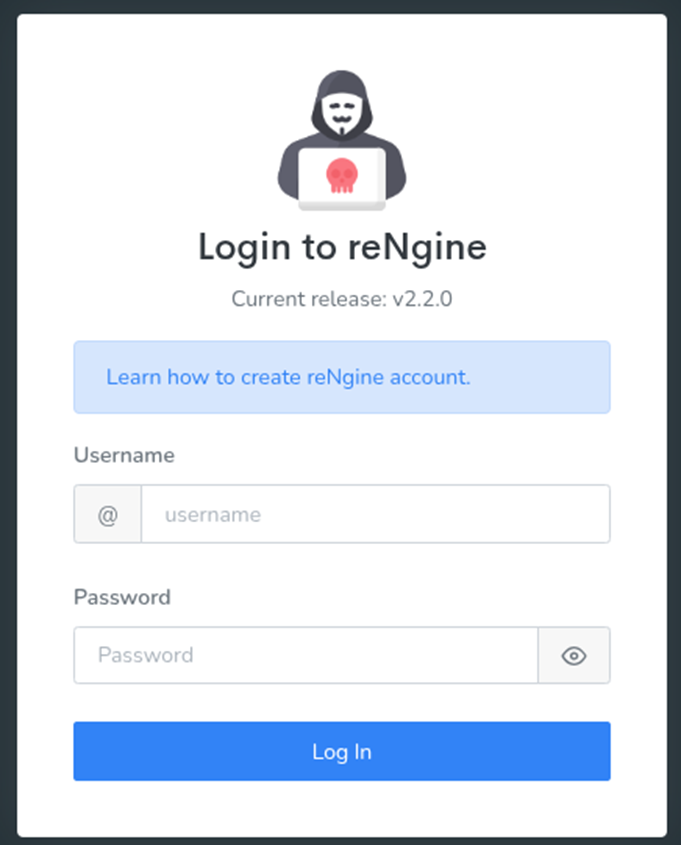 Login to reNgine
Current release: v2.2.0
Learn how to create reNgine account.
Username
@ username
Password
Password
Log In